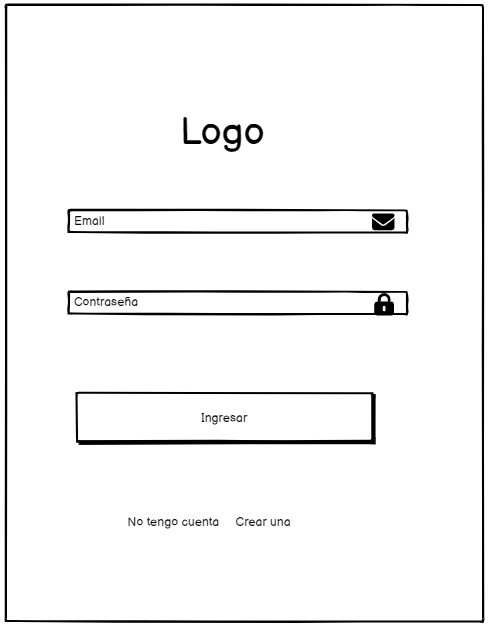 Logo
Email
Contraseña
Ingresar
No tengo cuenta Crear una